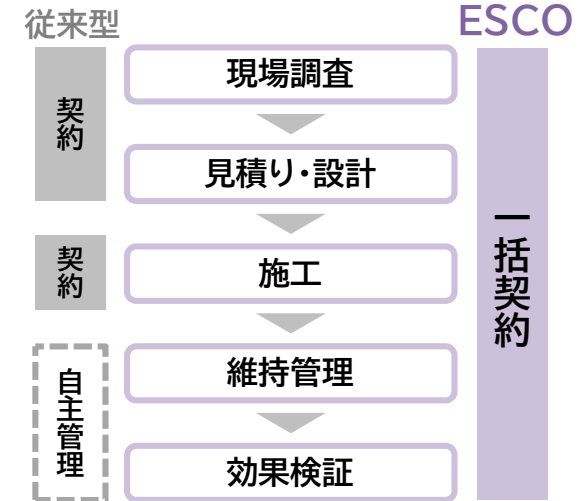 従来型
ESCO
契約
現場調査
見積り・設計
契約
施工
自主管理
維持管理
効果検証
一括契約